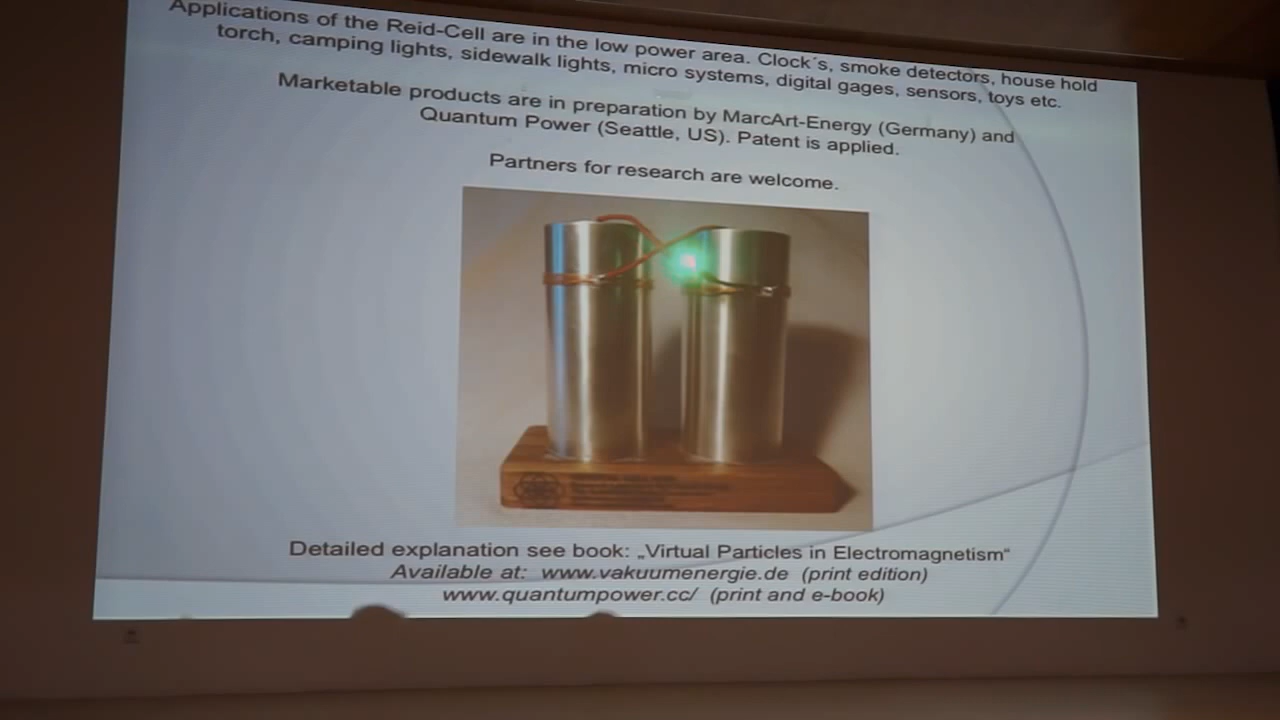 Applications of the Reid-Cell are in the low power area. Clock´s, smoke detectors, house hold
torch, camping lights, sidewalk lights, micro systems, digital gages, sensors, toys etc.
Marketable products are in preparation by MarcArt-Energy (Germany) and
Quantum Power (Seattle, US). Patent is applied.
Partners for research are welcome.
Detailed explanation see book: „Virtual Particles in Electromagnetism“
Available at: www.vakuumenergie.de (print edition)
www.quantumpower.cc/ (print and e-book)